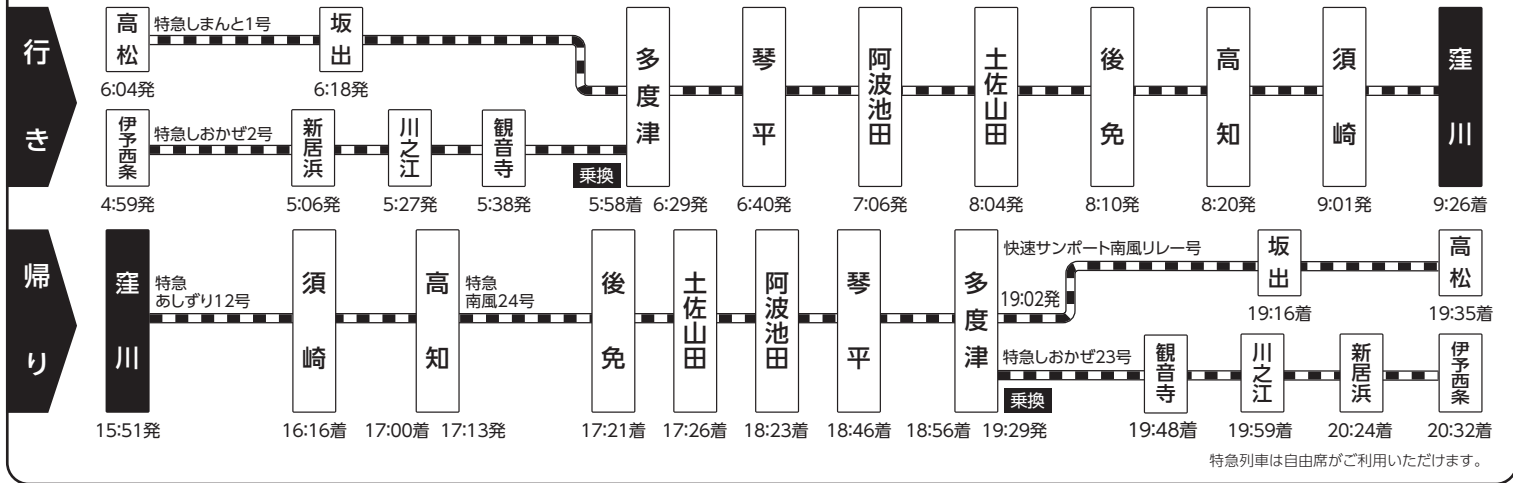 行き
高松
特急しまんと1号
坂出
6:04発
6:18発
伊予西条
特急しおかぜ2号
新居浜
川之江
観音寺
乗換
多度津
琴平
阿波池田
土佐山田
後免
高知
須崎
窪川
4:59発
5:06発
5:27発
5:38発
5:58着
6:29発
6:40発
7:06発
8:04発
8:10発
8:20発
9:01発
9:26着
帰り
窪川
特急
あしずり12号
須崎
高知
特急
南風24号
後免
土佐山田
阿波池田
琴平
多度津
快速サンポート南風リレー号
19:02発
坂出
高松
19:16着
19:35着
特急しおかぜ23号
乗換
観音寺
川之江
新居浜
伊予西条
15:51発
16:16着
17:00着
17:13発
17:21着
17:26着
18:23着
18:46着
18:56着
19:29発
19:48着
19:59着
20:24着
20:32着
特急列車は自由席がご利用いただけます。